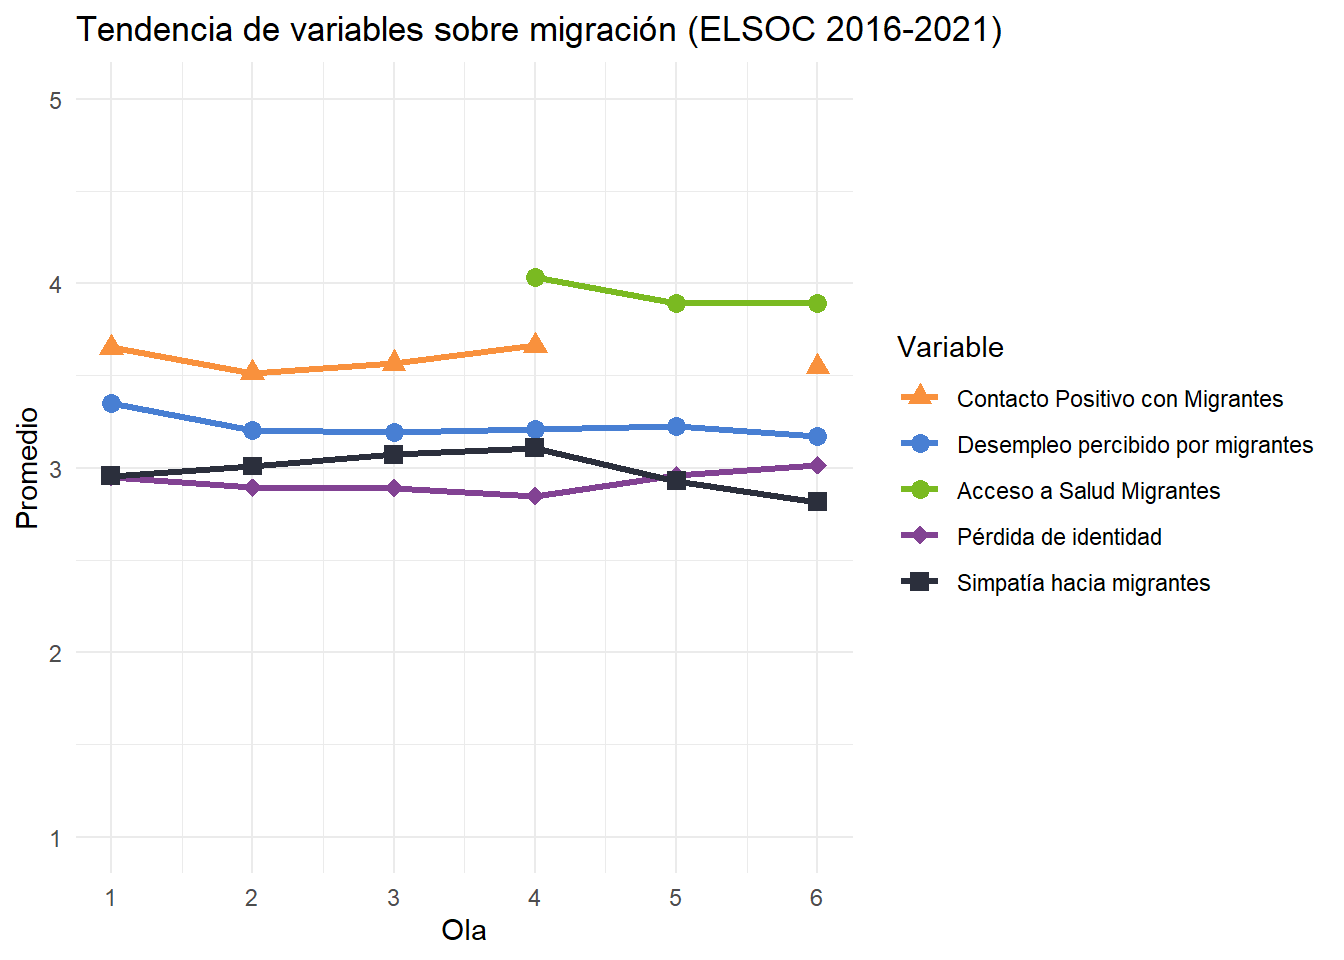 Tendencia de variables sobre migración (ELSOC 2016-2021)
5
4
3
2
1
Promedio
1 2 3 4 5 6
Ola
Variable
Contacto Positivo con Migrantes
Desempleo percibido por migrantes
Acceso a Salud Migrantes
Pérdida de identidad
Simpatía hacia migrantes